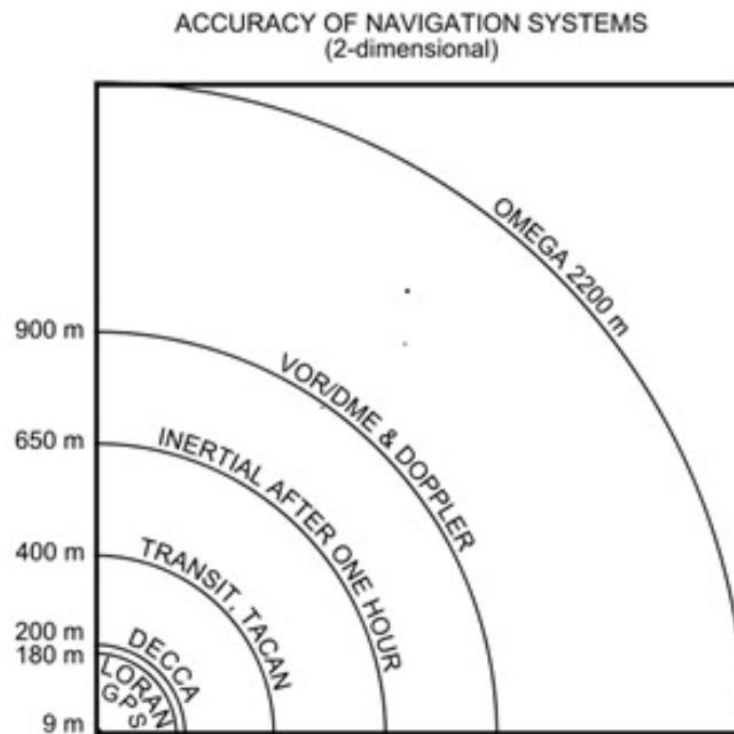 ACCURACY OF NAVIGATION SYSTEMS
(2-dimensional)
OMEGA 2200 m
900 m
VOR/DME & DOPPLER
650 m
INERTIAL AFTER ONE HOUR
400 m
TRANSIT, TACAN
200 m
DECCA
180 m
LORAN
GPS
9 m